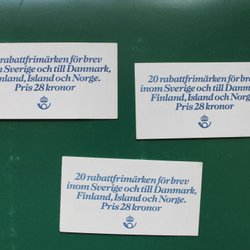 20 rabattfrimärken för brev
inom Sverige och till Danmark,
Finland, Island och Norge.
Pris 28 kronor
20 rabattfrimärken för brev
inom Sverige och till Danmark,
Finland, Island och Norge.
Pris 28 kronor
20 rabattfrimärken för brev
inom Sverige och till Danmark,
Finland, Island och Norge.
Pris 28 kronor